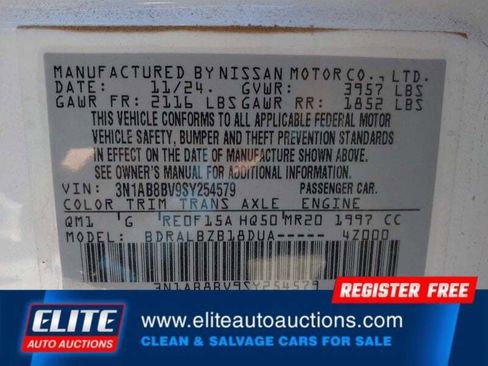 MANUFACTURED BY NISSAN MOTOR CO., LTD.
DATE: 11/24. GVWR: 3957 LBS
GAWR FR: 2116 LBS GAWR RR: 1852 LBS
THIS VEHICLE CONFORMS TO ALL APPLICABLE FEDERAL MOTOR
VEHICLE SAFETY, BUMPER AND THEFT PREVENTION STANDARDS
IN EFFECT ON THE DATE OF MANUFACTURE SHOWN ABOVE.
SEE OWNER'S MANUAL FOR ADDITIONAL INFORMATION.
VIN: 3N1AB8BV9SY254579 PASSENGER CAR.
COLOR TRIM TRANS AXLE ENGINE
QM1 G RE0F15A HQ50 MR20 1997 CC
MODEL: BDRALBZB18DUA----- 4Z000
3N1AB8BV9SY254579
REGISTER FREE
ELITE
AUTO AUCTIONS
www.eliteautoauctions.com
CLEAN & SALVAGE CARS FOR SALE